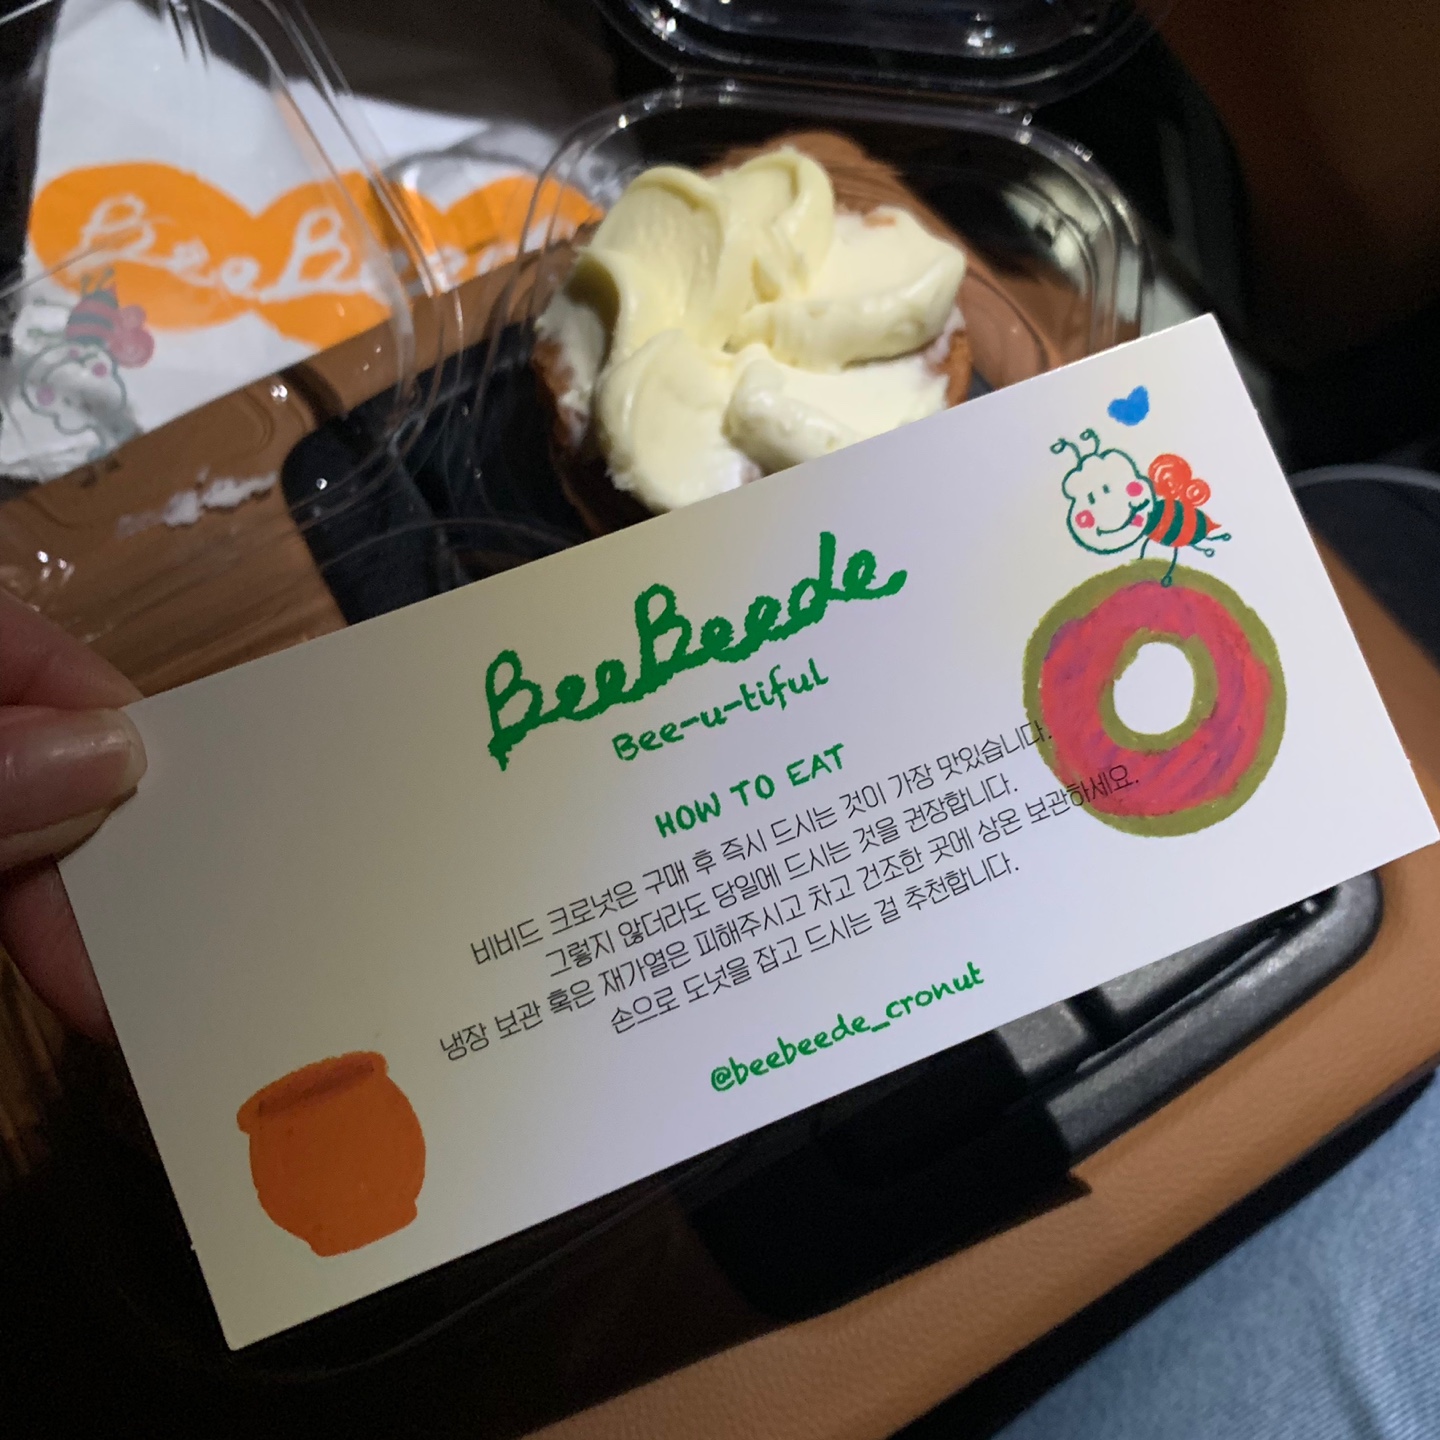 BeeBeede
BeeBeede
Bee-u-tiful
HOW TO EAT
비비드 크로넛은 구매 후 즉시 드시는 것이 가장 맛있습니다.
그렇지 않더라도 당일에 드시는 것을 권장합니다.
냉장 보관 혹은 재가열은 피해주시고 차고 건조한 곳에 상온 보관하세요.
손으로 도넛을 잡고 드시는 걸 추천합니다.
@beebeede_cronut